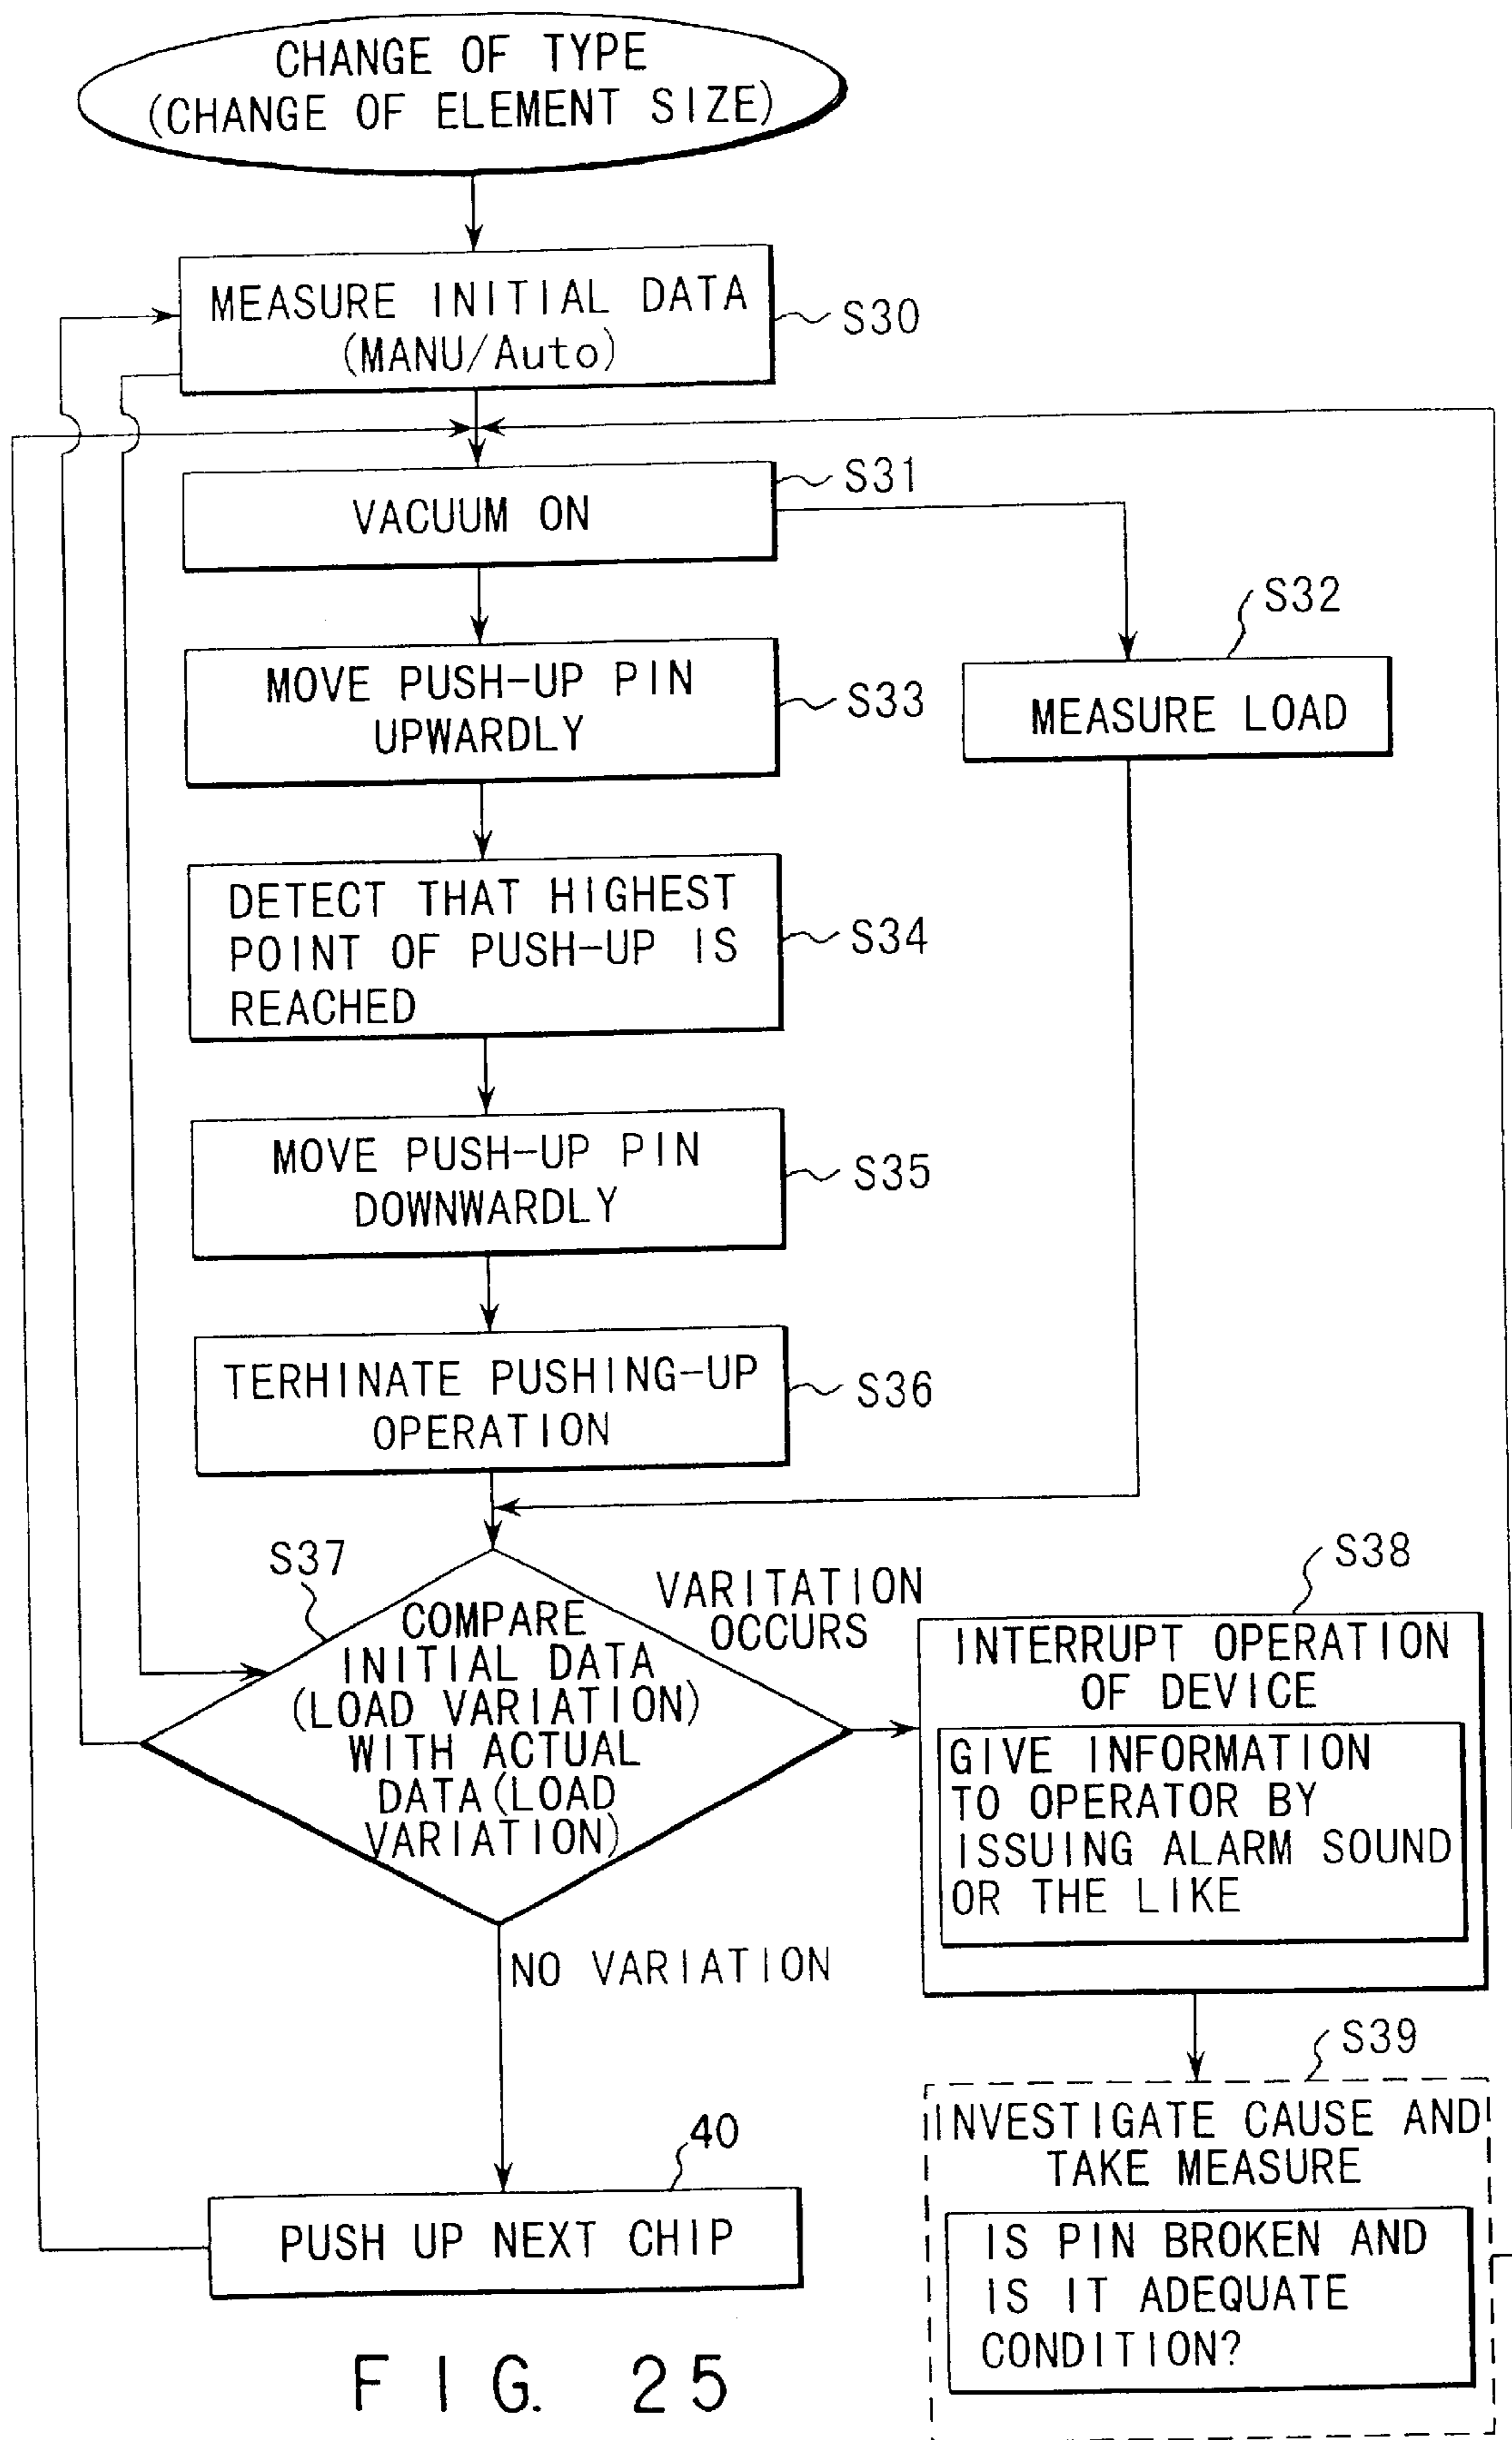 CHANGE OF TYPE
(CHANGE OF ELEMENT SIZE)
MEASURE INITIAL DATA
(MANU/Auto)
S30
VACUUM ON
S31
S32
MEASURE LOAD
MOVE PUSH-UP PIN
UPWARDLY
S33
DETECT THAT HIGHEST
POINT OF PUSH-UP IS
REACHED
S34
MOVE PUSH-UP PIN
DOWNWARDLY
S35
TERHINATE PUSHING-UP
OPERATION
S36
S37
COMPARE
INITIAL DATA
(LOAD VARIATION)
WITH ACTUAL
DATA(LOAD
VARIATION)
VARITATION
OCCURS
S38
INTERRUPT OPERATION
OF DEVICE
GIVE INFORMATION
TO OPERATOR BY
ISSUING ALARM SOUND
OR THE LIKE
NO VARIATION
S39
INVESTIGATE CAUSE AND
TAKE MEASURE
IS PIN BROKEN AND
IS IT ADEQUATE
CONDITION?
40
PUSH UP NEXT CHIP
FIG. 25